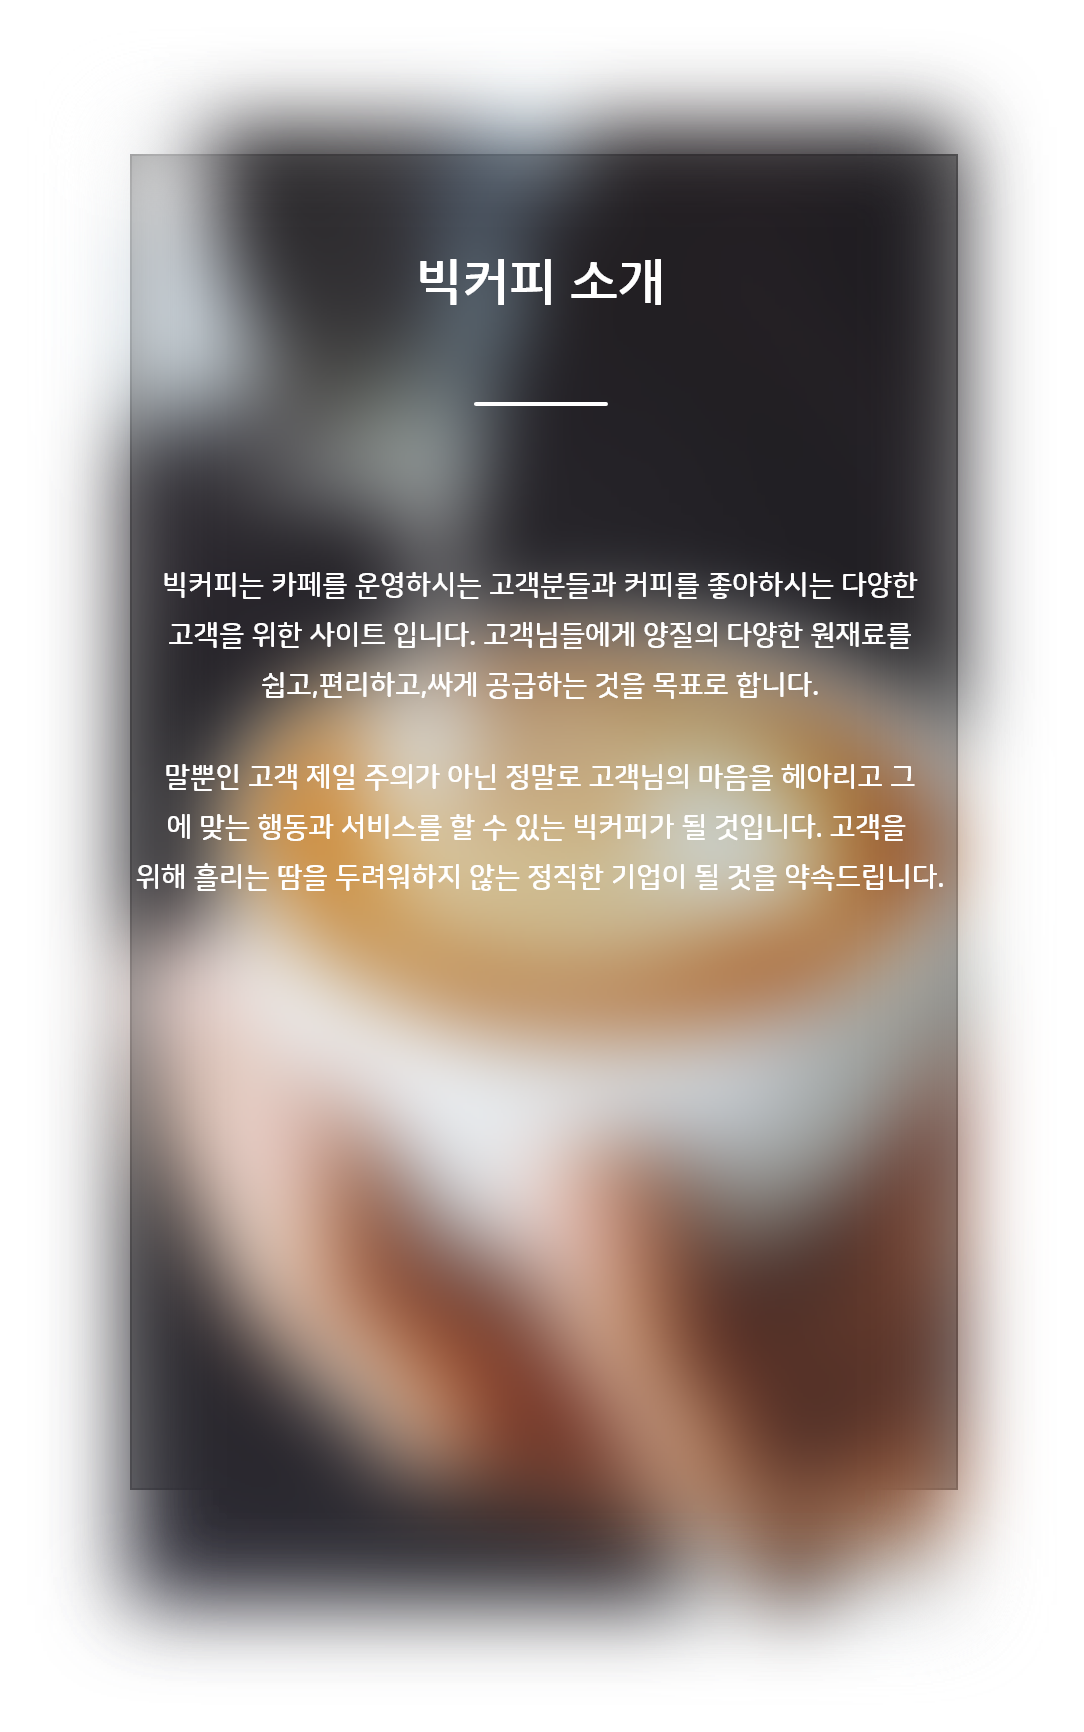 빅커피 소개
빅커피는 카페를 운영하시는 고객분들과 커피를 좋아하시는 다양한
고객을 위한 사이트 입니다. 고객님들에게 양질의 다양한 원재료를
쉽고,편리하고,싸게 공급하는 것을 목표로 합니다.
말뿐인 고객 제일 주의가 아닌 정말로 고객님의 마음을 헤아리고 그
에 맞는 행동과 서비스를 할 수 있는 빅커피가 될 것입니다. 고객을
위해 흘리는 땀을 두려워하지 않는 정직한 기업이 될 것을 약속드립니다.